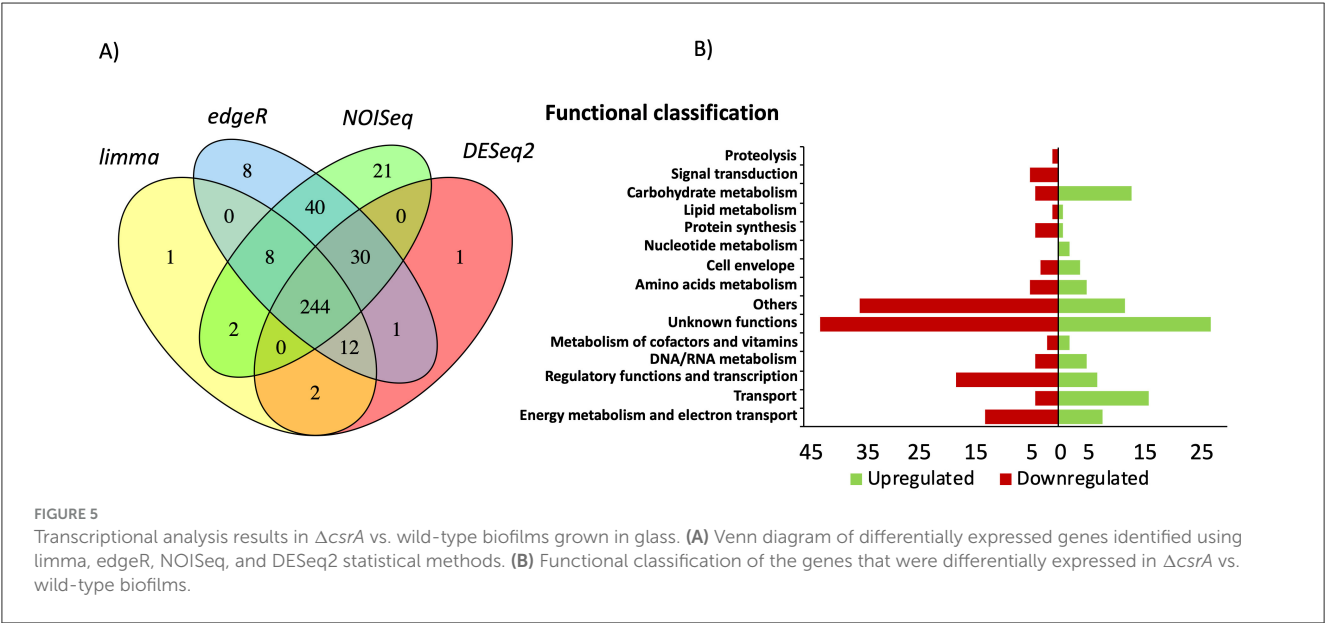 A)
B)
Functional classification
edgeR
NOISeq
limma
DESeq2
8
21
0
40
0
1
8
30
1
244
2
0
12
1
2
Proteolysis
Signal transduction
Carbohydrate metabolism
Lipid metabolism
Protein synthesis
Nucleotide metabolism
Cell envelope
Amino acids metabolism
Others
Unknown functions
Metabolism of cofactors and vitamins
DNA/RNA metabolism
Regulatory functions and transcription
Transport
Energy metabolism and electron transport
45 35 25 15 5 0 5 15 25
Upregulated Downregulated
FIGURE 5
Transcriptional analysis results in ΔcsrA vs. wild-type biofilms grown in glass. (A) Venn diagram of differentially expressed genes identified using
limma, edgeR, NOISeq, and DESeq2 statistical methods. (B) Functional classification of the genes that were differentially expressed in ΔcsrA vs.
wild-type biofilms.